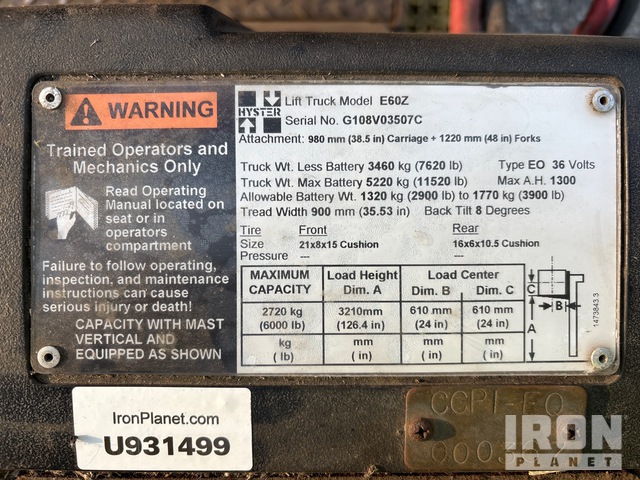 WARNING
Trained Operators and
Mechanics Only
Read Operating
Manual located on
seat or in
operators
compartment
Failure to follow operating,
inspection, and maintenance
instructions can cause
serious injury or death!
CAPACITY WITH MAST
VERTICAL AND
EQUIPPED AS SHOWN
HYSTER
Lift Truck Model E60Z
Serial No. G108V03507C
Attachment: 980 mm (38.5 in) Carriage + 1220 mm (48 in) Forks
Truck Wt. Less Battery 3460 kg (7620 lb) Type EO 36 Volts
Truck Wt. Max Battery 5220 kg (11520 lb) Max A.H. 1300
Allowable Battery Wt. 1320 kg (2900 lb) to 1770 kg (3900 lb)
Tread Width 900 mm (35.53 in) Back Tilt 8 Degrees
Tire Front Rear
Size 21x8x15 Cushion 16x6x10.5 Cushion
Pressure --- ---
MAXIMUM CAPACITY Load Height Dim. A Load Center Dim. B Dim. C
2720 kg 3210mm 610 mm 610 mm
(6000 lb) (126.4 in) (24 in) (24 in)
kg mm mm mm
( lb) ( in) ( in) ( in)
C
B
A
1473843.3
IronPlanet.com
U931499
CCPI-EQ
IRON
PLANET